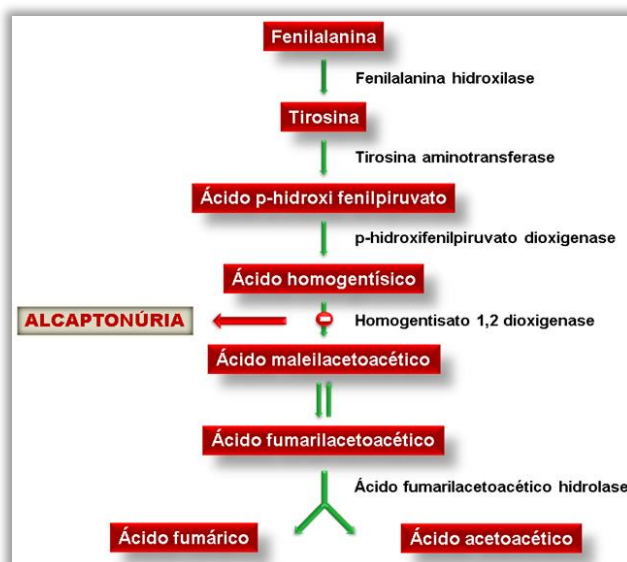 Fenilalanina
Fenilalanina hidroxilase
Tirosina
Tirosina aminotransferase
Ácido p-hidroxi fenilpiruvato
p-hidroxifenilpiruvato dioxigenase
Ácido homogentísico
ALCAPTONÚRIA
Homogentisato 1,2 dioxigenase
Ácido maleilacetoacético
Ácido fumarilacetoacético
Ácido fumarilacetoacético hidrolase
Ácido fumárico
Ácido acetoacético